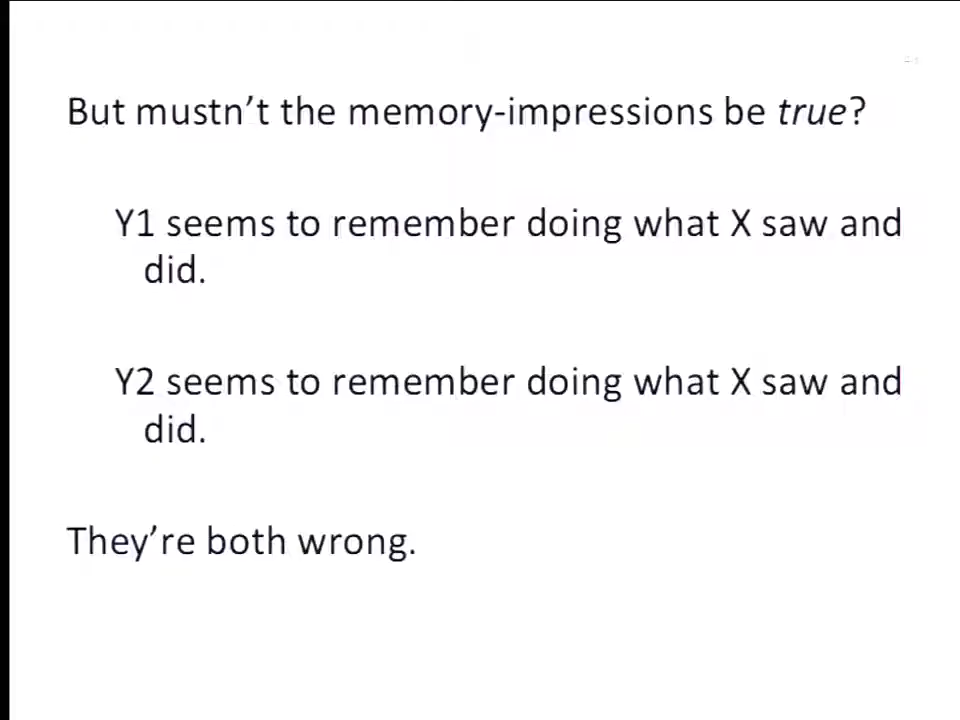 But mustn’t the memory-impressions be true?
Y1 seems to remember doing what X saw and
did.
Y2 seems to remember doing what X saw and
did.
They’re both wrong.